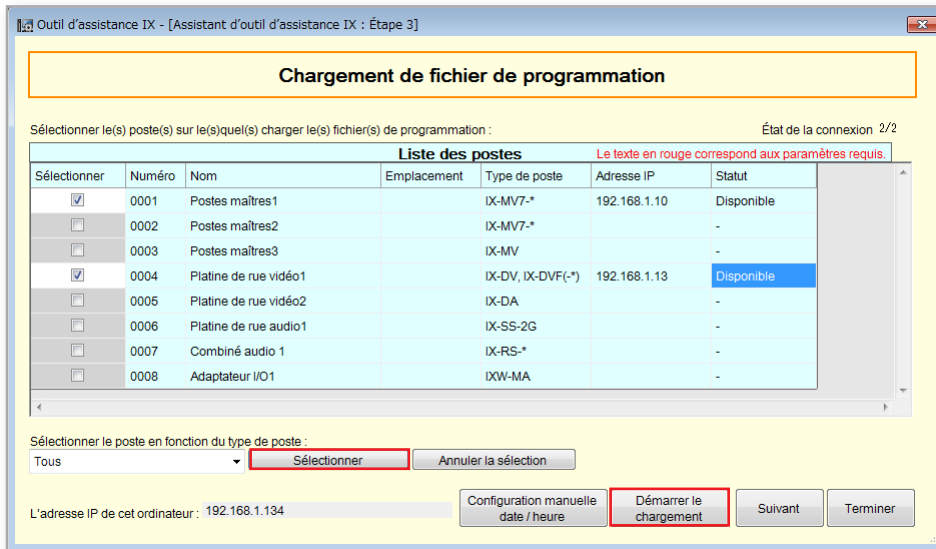 Outil d'assistance IX - [Assistant d'outil d'assistance IX : Étape 3]
Chargement de fichier de programmation
Sélectionner le(s) poste(s) sur le(s)quel(s) charger le(s) fichier(s) de programmation : État de la connexion 2/2
Liste des postes Le texte en rouge correspond aux paramètres requis.
Sélectionner Numéro Nom Emplacement Type de poste Adresse IP Statut
0001 Postes maîtres1 IX-MV7-* 192.168.1.10 Disponible
0002 Postes maîtres2 IX-MV7-* -
0003 Postes maîtres3 IX-MV -
0004 Platine de rue vidéo1 IX-DV, IX-DVF(-*) 192.168.1.13 Disponible
0005 Platine de rue vidéo2 IX-DA -
0006 Platine de rue audio1 IX-SS-2G -
0007 Combiné audio 1 IX-RS-* -
0008 Adaptateur I/O1 IXW-MA -
Sélectionner le poste en fonction du type de poste :
Tous Sélectionner Annuler la sélection
L'adresse IP de cet ordinateur : 192.168.1.134
Configuration manuelle
date / heure
Démarrer le
chargement
Suivant
Terminer